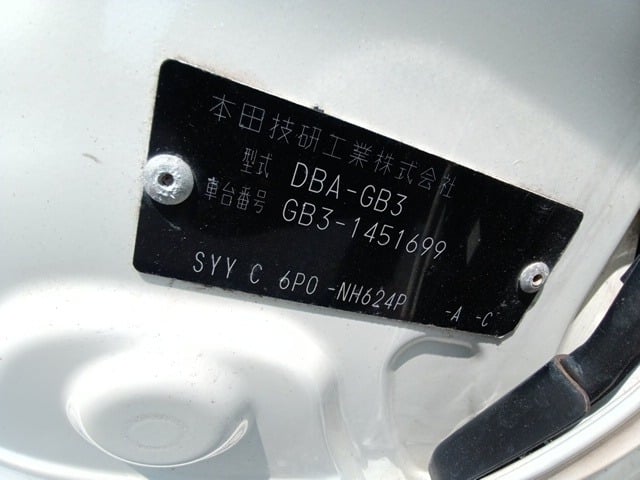 本田技研工業株式会社
型式 DBA-GB3
車台番号 GB3-1451699
SYY C 6P0 -NH624P -A -C